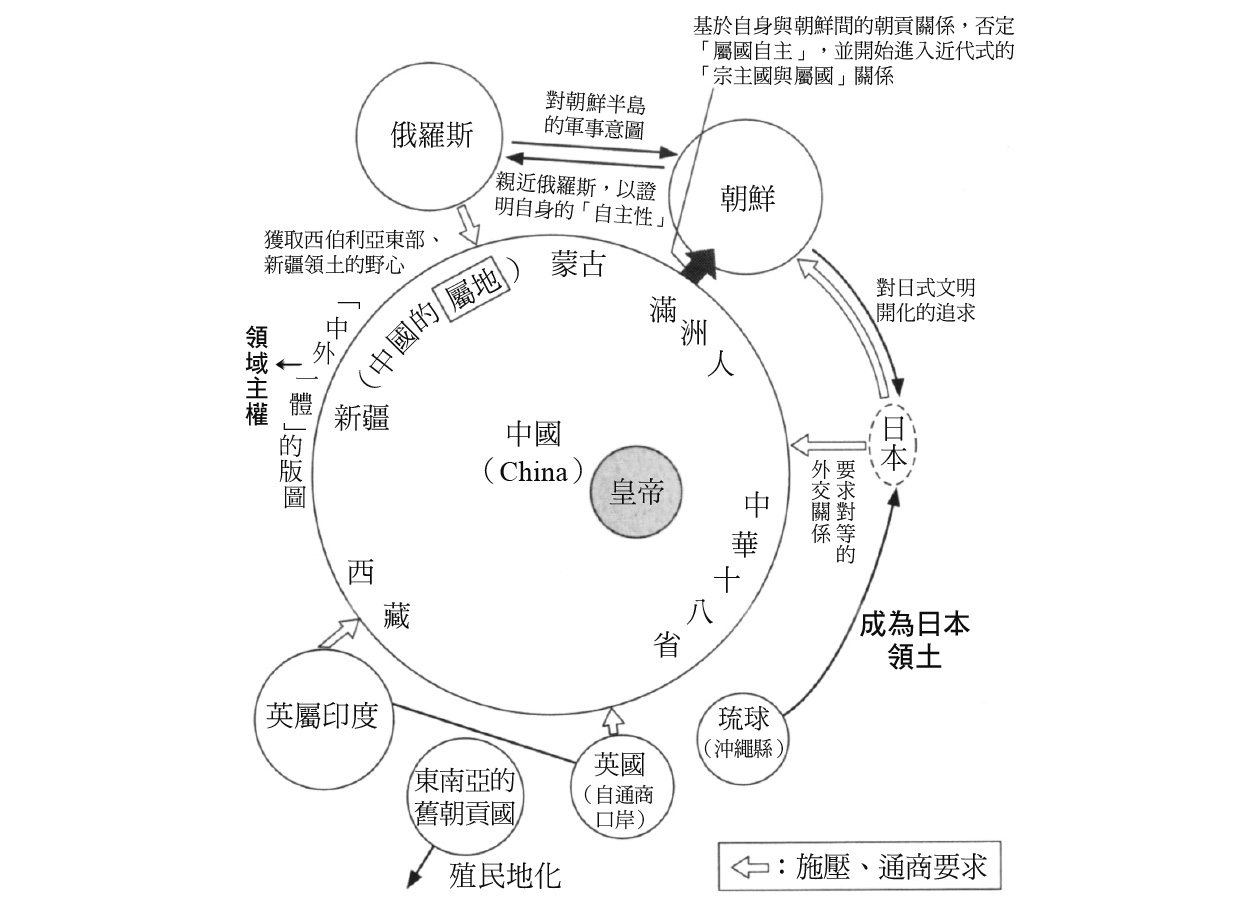 基於自身與朝鮮間的朝貢關係，否定
「屬國自主」，並開始進入近代式的
「宗主國與屬國」關係
俄羅斯
對朝鮮半島
的軍事意圖
親近俄羅斯，以證
明自身的「自主性」
朝鮮
獲取西伯利亞東部、
新疆領土的野心
蒙古
（中國的屬地）
滿洲人
對日式文明
開化的追求
「中外一體」的版圖
領域主權
新疆
中國
（China）
皇帝
日本
要求對等的
外交關係
中華十八省
西藏
成為日本
領土
英屬印度
琉球
（沖繩縣）
英國
（自通商
口岸）
東南亞的
舊朝貢國
殖民地化
：施壓、通商要求